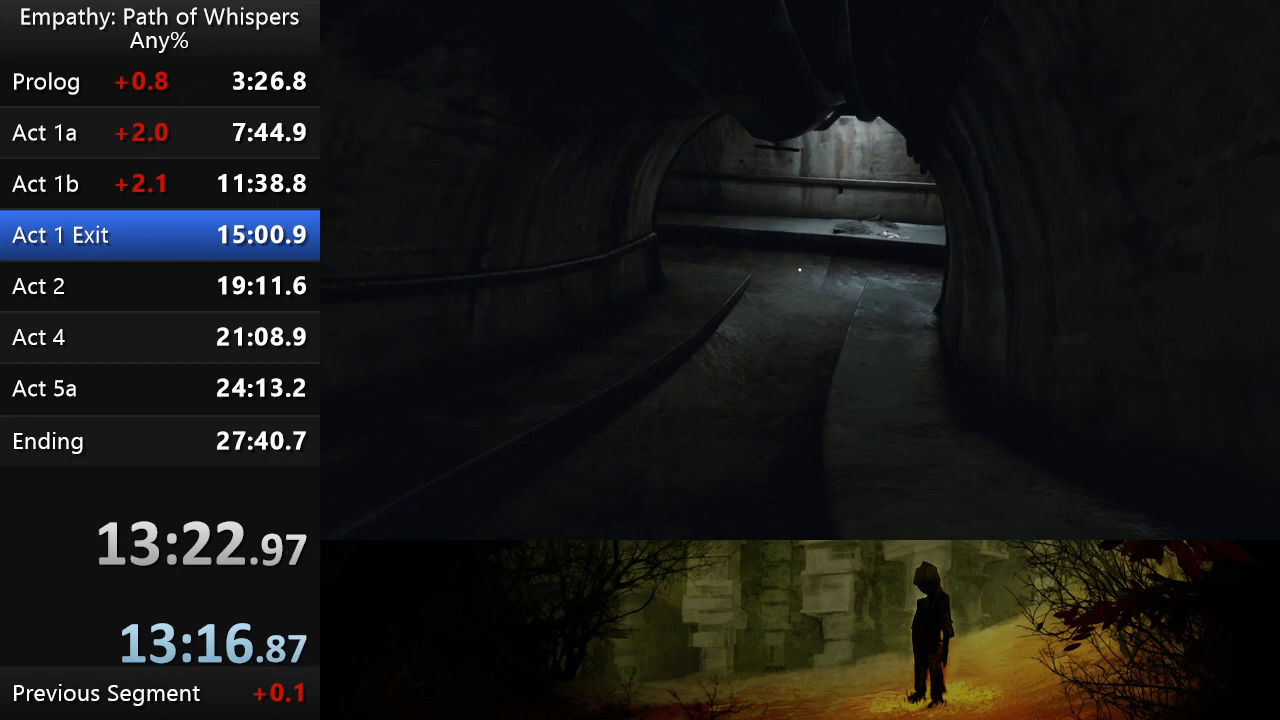 Empathy: Path of Whispers
Any%
Prolog +0.8 3:26.8
Act 1a +2.0 7:44.9
Act 1b +2.1 11:38.8
Act 1 Exit 15:00.9
Act 2 19:11.6
Act 4 21:08.9
Act 5a 24:13.2
Ending 27:40.7
13:22.97
13:16.87
Previous Segment +0.1